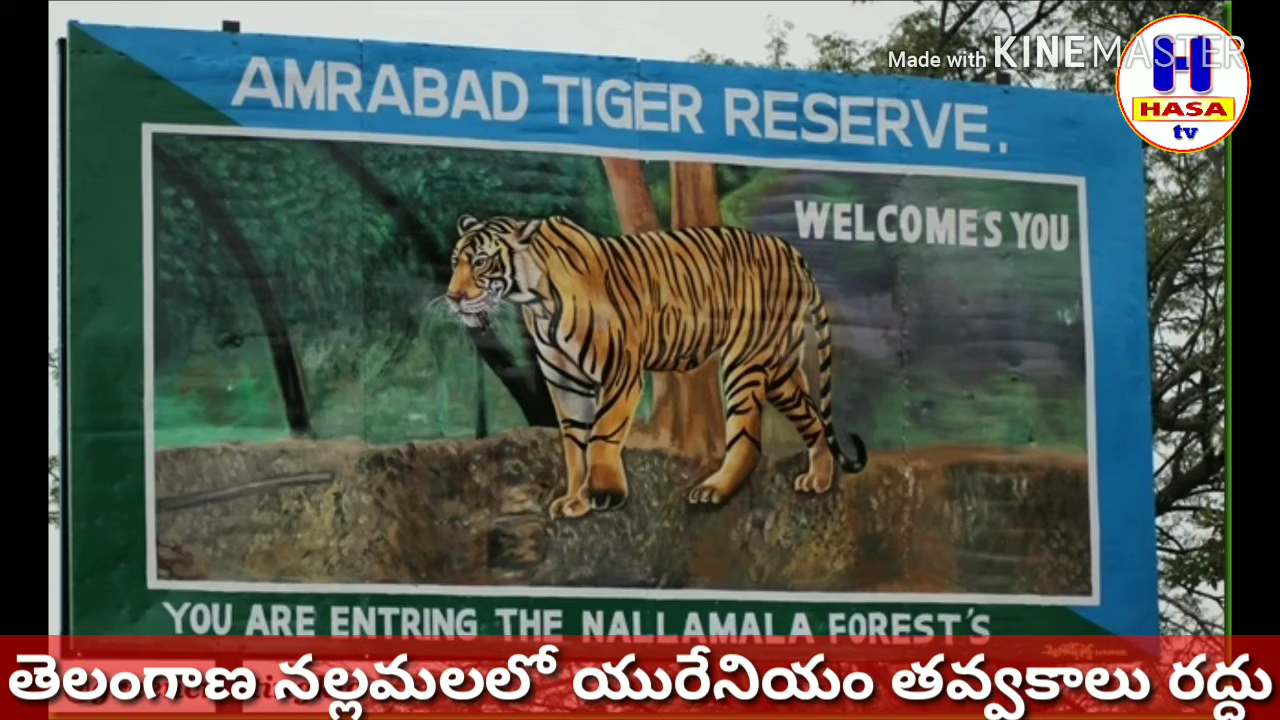 Made with KINEMASTER
H
HASA
tv
AMRABAD TIGER RESERVE.
WELCOMES YOU
YOU ARE ENTRING THE NALLAMALA FOREST'S
తెలంగాణ నల్లమలలో యురేనియం తవ్వకాలు రద్దు